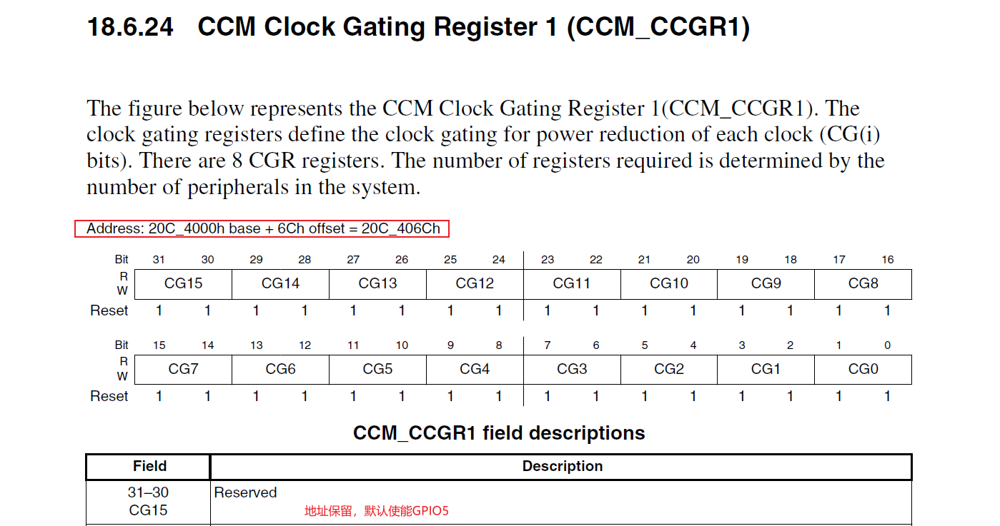 18.6.24 CCM Clock Gating Register 1 (CCM_CCGR1)
The figure below represents the CCM Clock Gating Register 1(CCM_CCGR1). The
clock gating registers define the clock gating for power reduction of each clock (CG(i)
bits). There are 8 CGR registers. The number of registers required is determined by the
number of peripherals in the system.
Address: 20C_4000h base + 6Ch offset = 20C_406Ch
Bit 31 30 29 28 27 26 25 24 23 22 21 20 19 18 17 16
R
W
CG15 CG14 CG13 CG12 CG11 CG10 CG9 CG8
Reset 1 1 1 1 1 1 1 1 1 1 1 1 1 1 1 1
Bit 15 14 13 12 11 10 9 8 7 6 5 4 3 2 1 0
R
W
CG7 CG6 CG5 CG4 CG3 CG2 CG1 CG0
Reset 1 1 1 1 1 1 1 1 1 1 1 1 1 1 1 1
CCM_CCGR1 field descriptions
Field Description
31–30 Reserved
CG15
地址保留，默认使能GPIO5